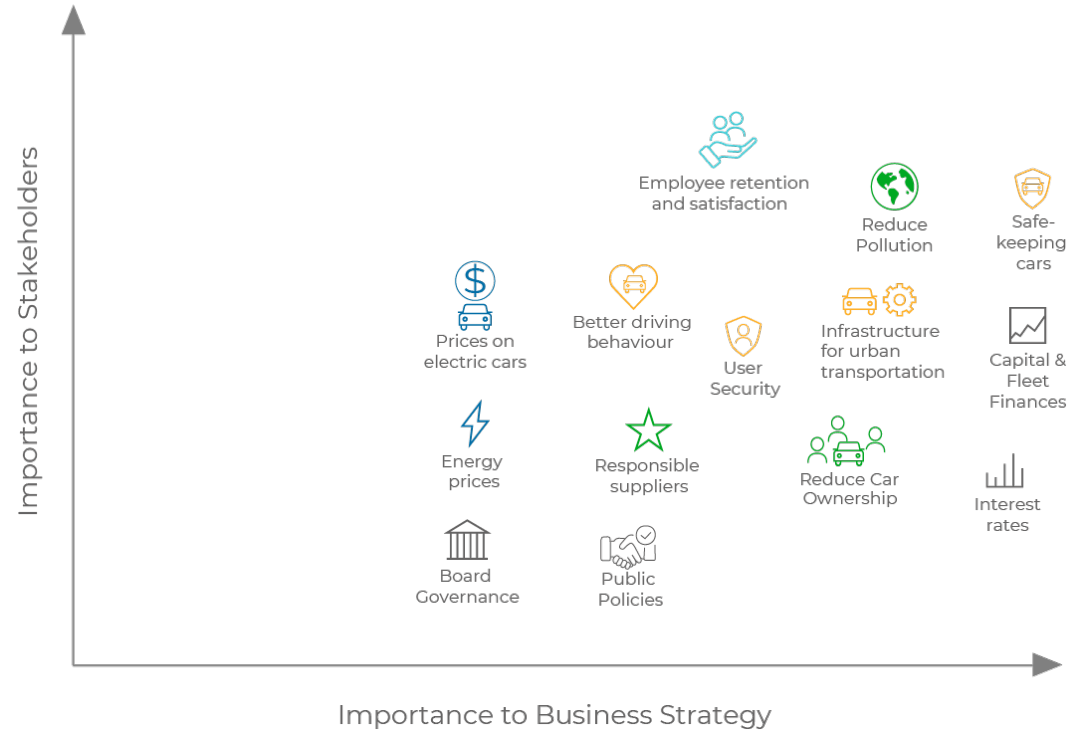 Importance to Stakeholders
Employee retention
and satisfaction
Reduce
Pollution
Safe-
keeping
cars
$
Prices on
electric cars
Better driving
behaviour
User
Security
Infrastructure
for urban
transportation
Capital &
Fleet
Finances
Energy
prices
Responsible
suppliers
Reduce Car
Ownership
Interest
rates
Board
Governance
Public
Policies
Importance to Business Strategy